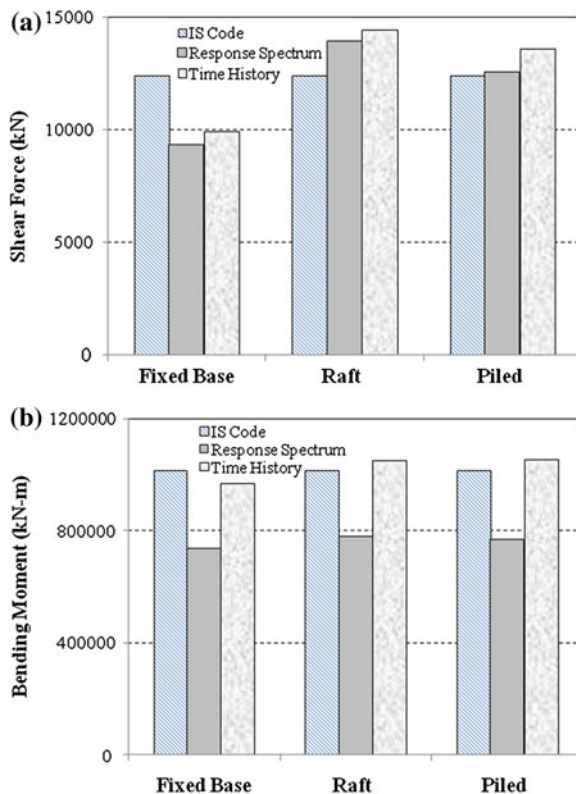 (a)
15000
10000
5000
0
Shear Force (kN)
IS Code
Response Spectrum
Time History
Fixed Base Raft Piled
(b)
1200000
800000
400000
0
Bending Moment (kN-m)
IS Code
Response Spectrum
Time History
Fixed Base Raft Piled